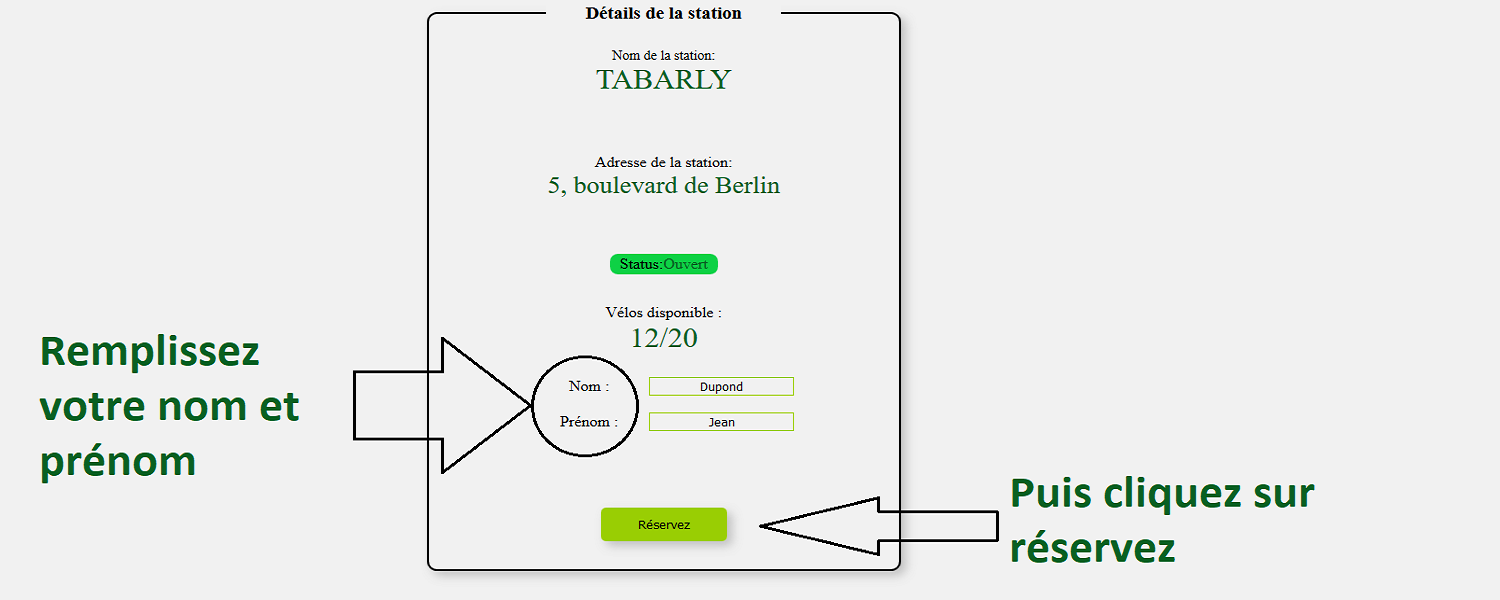 Détails de la station
Nom de la station:
TABARLY
Adresse de la station:
5, boulevard de Berlin
Status:Ouvert
Vélos disponible :
12/20
Remplissez
votre nom et
prénom
Nom : Dupond
Prénom : Jean
Réservez
Puis cliquez sur
réservez